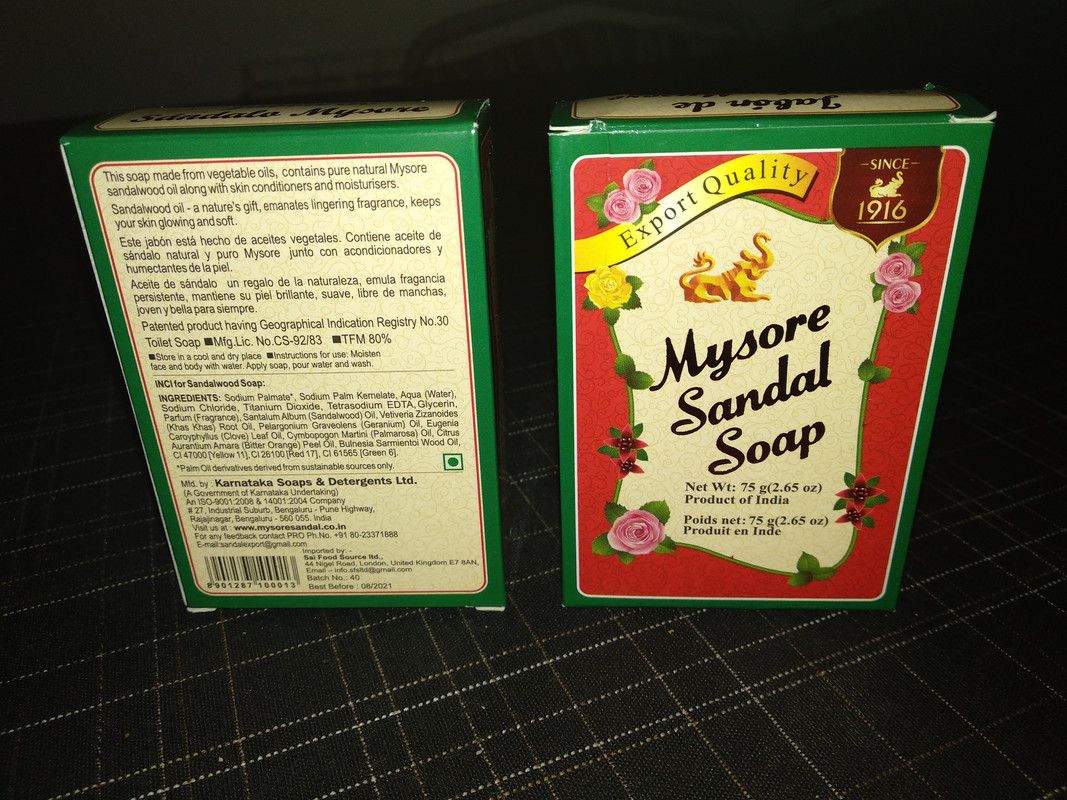 Sándalo Mysore
This soap made from vegetable oils, contains pure natural Mysore
sandalwood oil along with skin conditioners and moisturisers.
Sandalwood oil - a nature's gift, emanates lingering fragrance, keeps
your skin glowing and soft.
Este jabón está hecho de aceites vegetales. Contiene aceite de
sándalo natural y puro Mysore junto con acondicionadores y
humectantes de la piel.
Aceite de sándalo un regalo de la naturaleza, emula fragancia
persistente, mantiene su piel brillante, suave, libre de manchas,
joven y bella para siempre.
Patented product having Geographical Indication Registry No.30
Toilet Soap ■Mfg.Lic. No.CS-92/83 ■TFM 80%
■Store in a cool and dry place ■Instructions for use: Moisten
face and body with water. Apply soap, pour water and wash.
INCI for Sandalwood Soap:
INGREDIENTS: Sodium Palmate*, Sodium Palm Kernelate, Aqua (Water),
Sodium Chloride, Titanium Dioxide, Tetrasodium EDTA, Glycerin,
Parfum (Fragrance), Santalum Album (Sandalwood) Oil, Vetiveria Zizanoides
(Khas Khas) Root Oil, Pelargonium Graveolens (Geranium) Oil, Eugenia
Caroyphyllus (Clove) Leaf Oil, Cymbopogon Martini (Palmarosa) Oil, Citrus
Aurantium Amara (Bitter Orange) Peel Oil, Bulnesia Sarmientoi Wood Oil,
CI 47000 [Yellow 11], CI 26100 [Red 17], CI 61565 [Green 6].
*Palm Oil derivatives derived from sustainable sources only.
Mfd. by : Karnataka Soaps & Detergents Ltd.
(A Government of Karnataka Undertaking)
An ISO-9001:2008 & 14001:2004 Company
# 27, Industrial Suburb, Bengaluru - Pune Highway,
Rajajinagar, Bengaluru - 560 055. India
Visit us at : www.mysoresandal.co.in
For any feedback contact PRO Ph.No. +91 80-23371888
E-mail:sandalexport@gmail.com
Imported by: -
Sai Food Source ltd.,
44 Nigel Road, London, United Kingdom E7 8AN,
Email – info.sfsltd@gmail.com
Batch No.: 40
Best Before : 08/2021
8901287100013
Jabón de
Export Quality
SINCE
1916
Mysore
Sandal
Soap
Net Wt: 75 g(2.65 oz)
Product of India
Poids net: 75 g(2.65 oz)
Produit en Inde